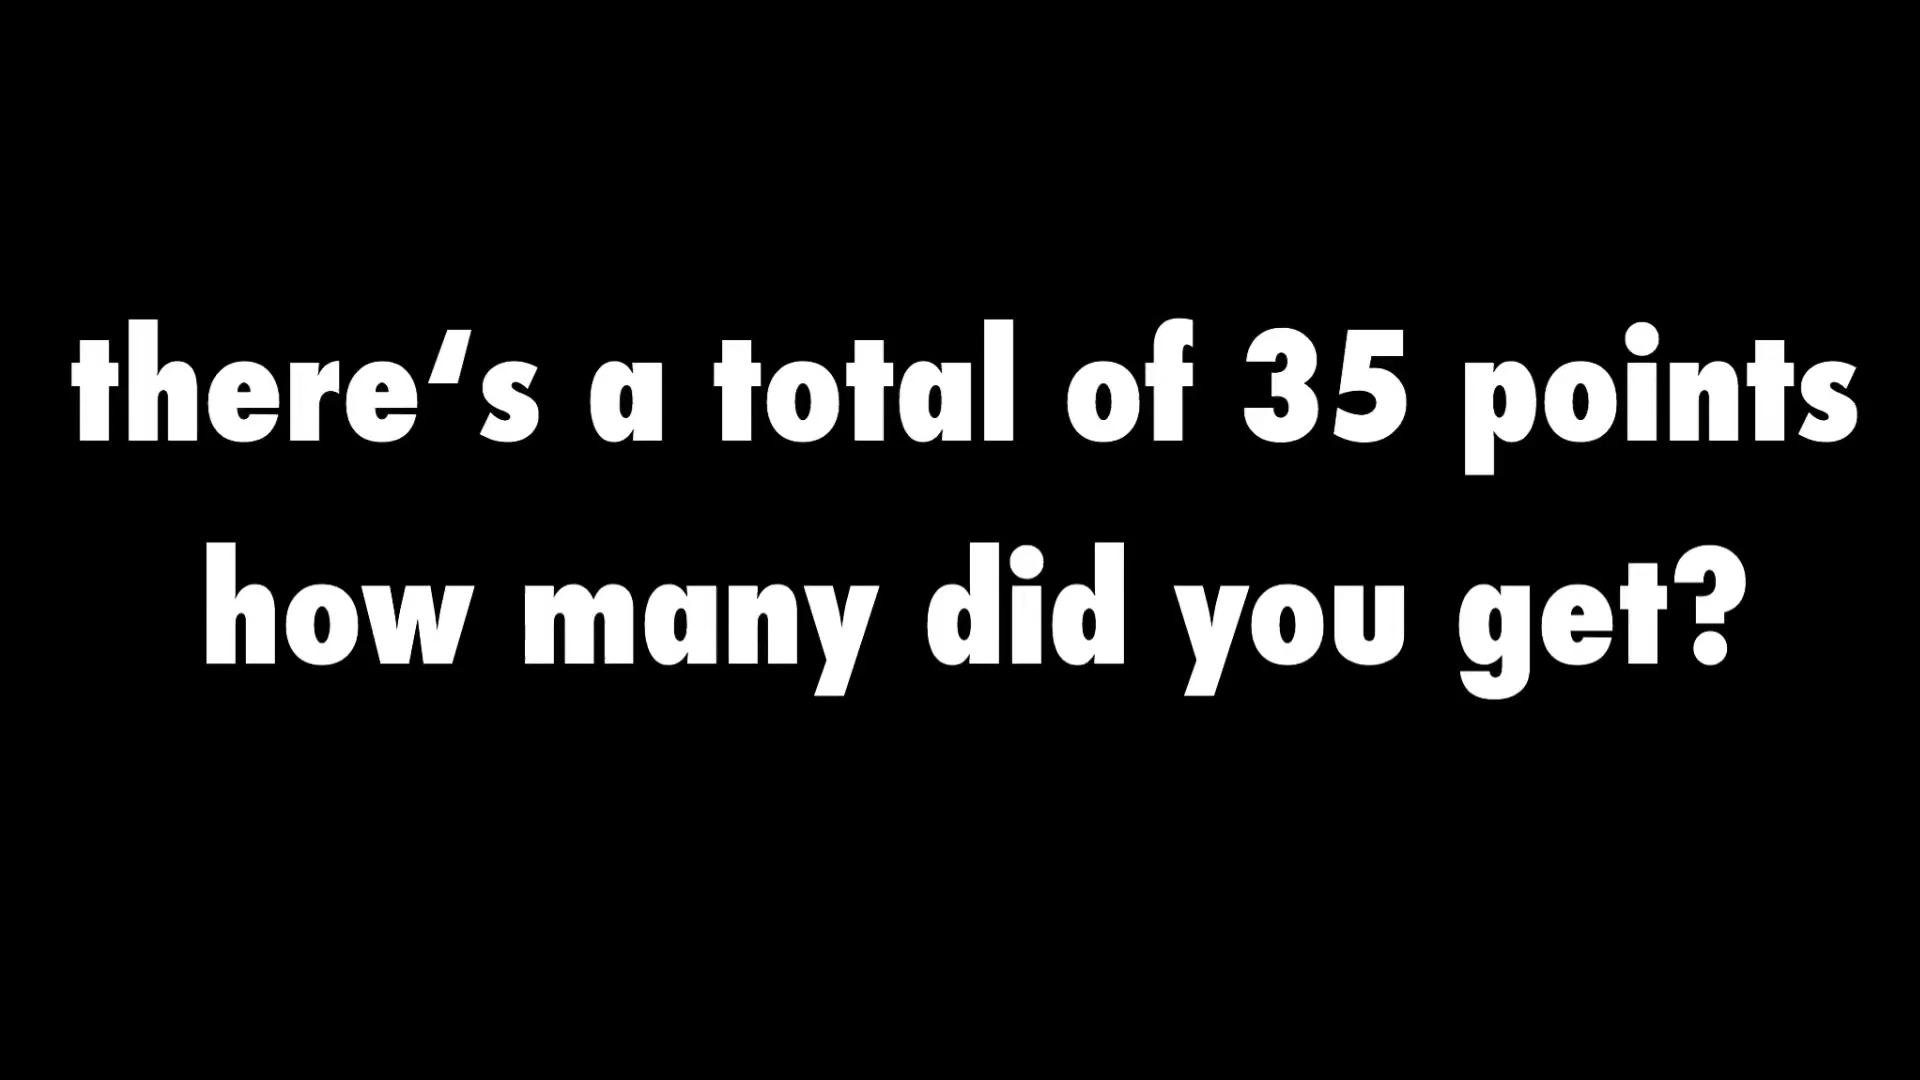 there‘s a total of 35 points
how many did you get?